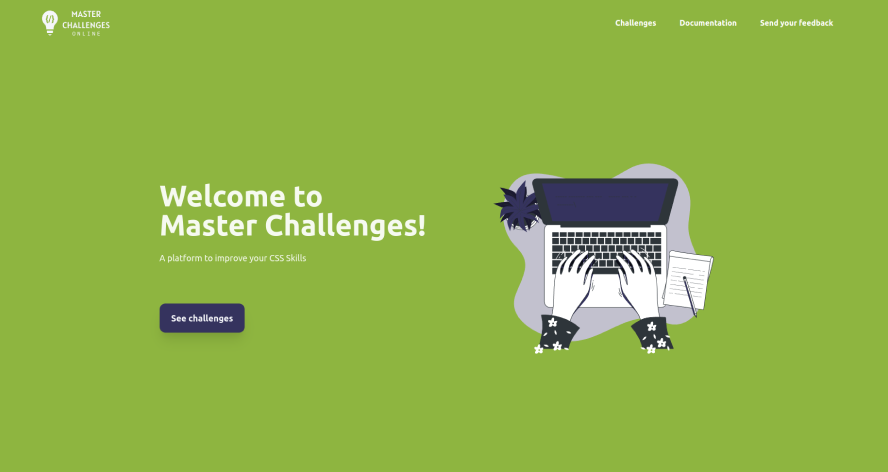 MASTER
CHALLENGES
ONLINE
Challenges Documentation Send your feedback
Welcome to
Master Challenges!
A platform to improve your CSS Skills
See challenges